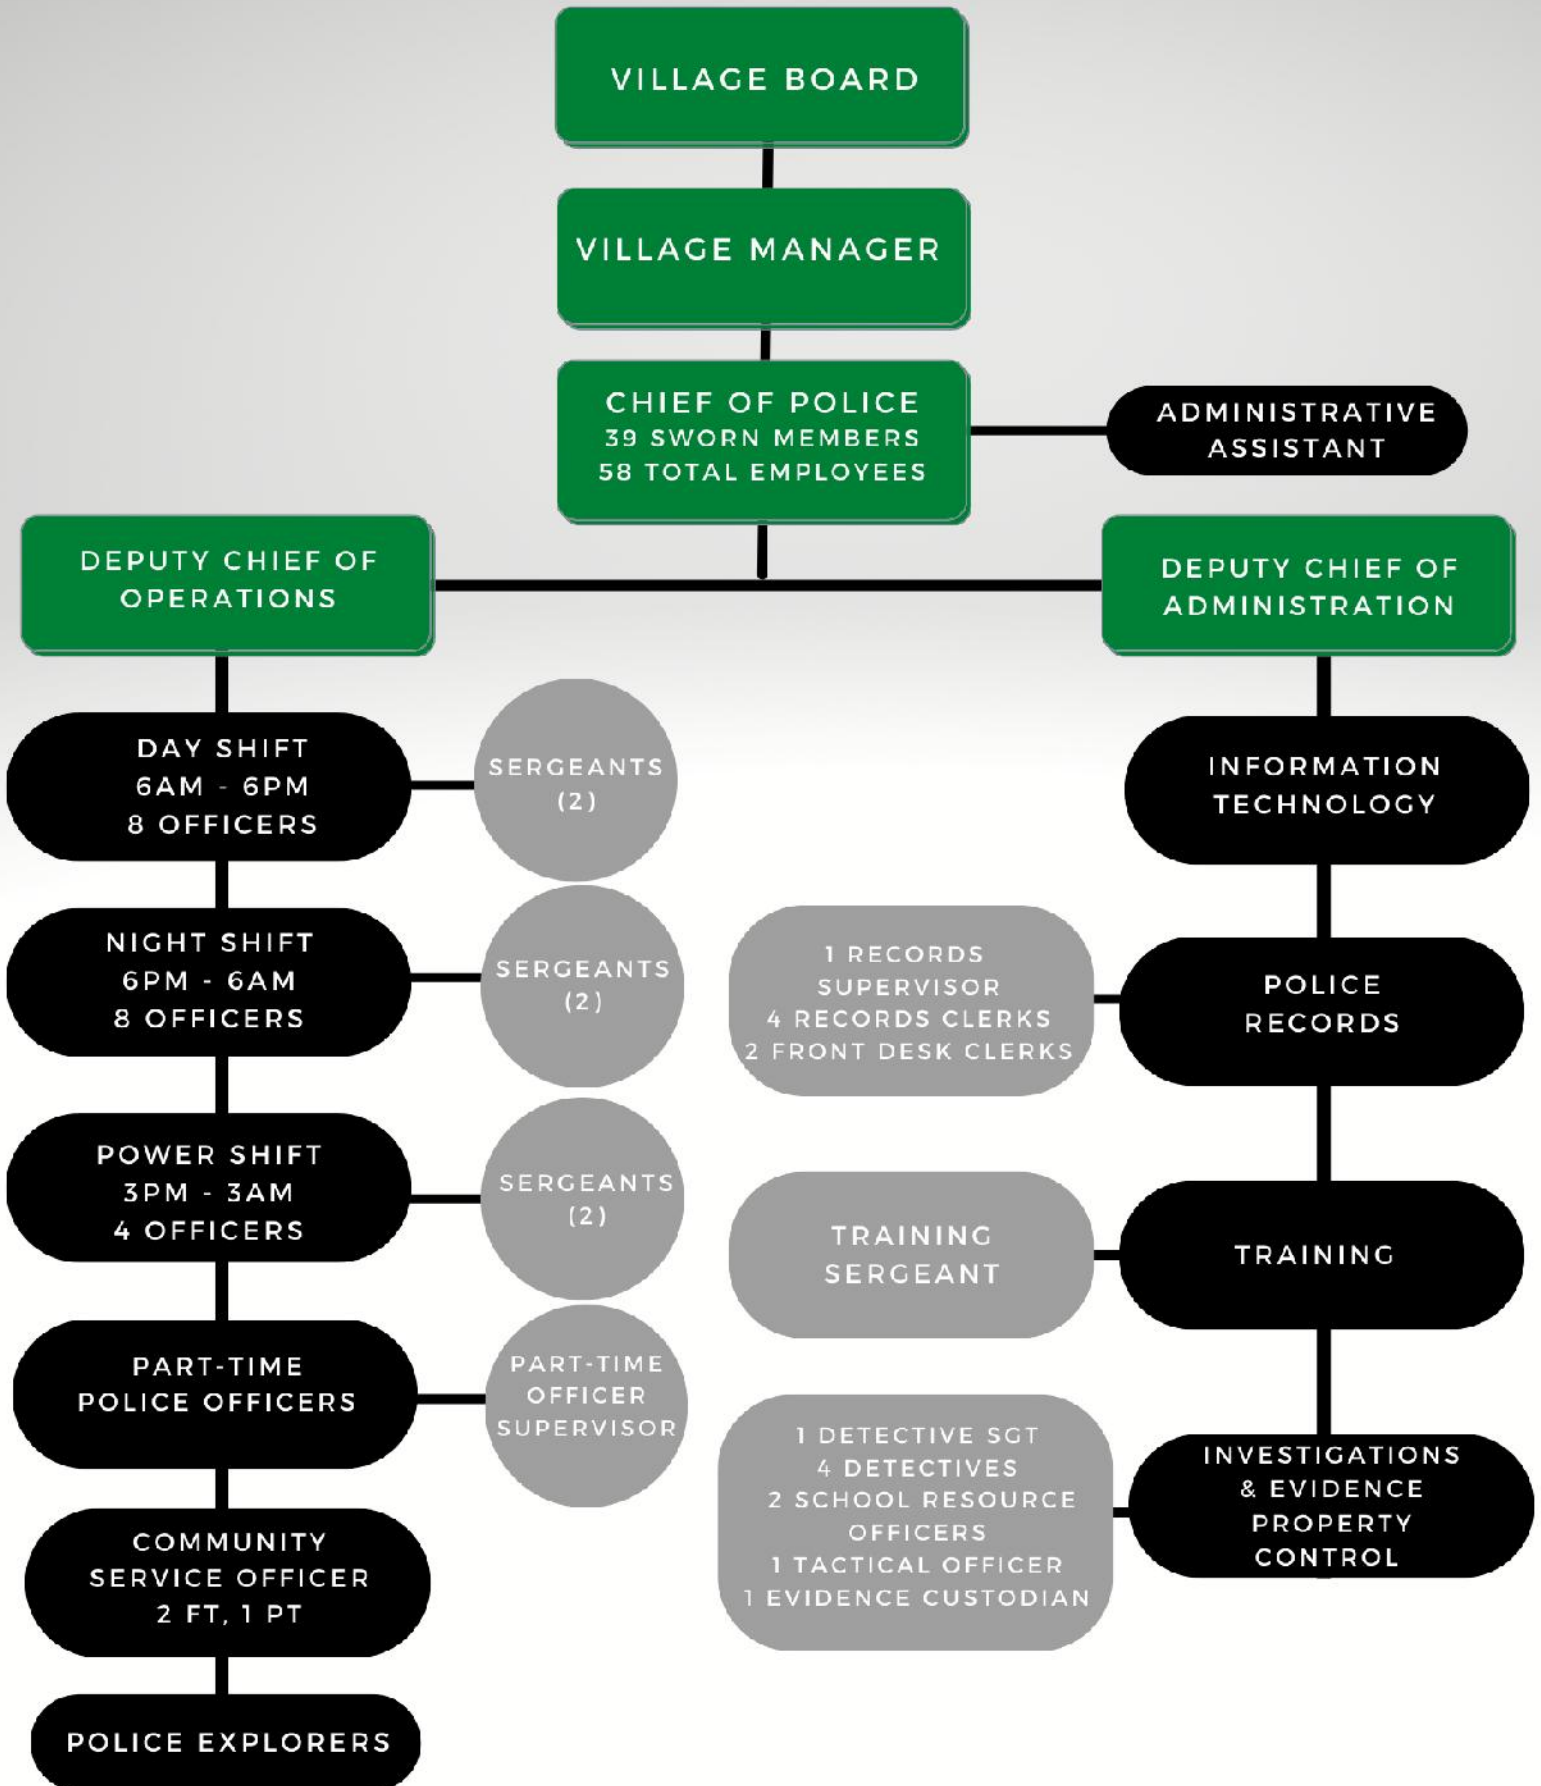 VILLAGE BOARD
VILLAGE MANAGER
CHIEF OF POLICE
39 SWORN MEMBERS
58 TOTAL EMPLOYEES
ADMINISTRATIVE
ASSISTANT
DEPUTY CHIEF OF
OPERATIONS
DEPUTY CHIEF OF
ADMINISTRATION
DAY SHIFT
6AM - 6PM
8 OFFICERS
SERGEANTS
(2)
NIGHT SHIFT
6PM - 6AM
8 OFFICERS
SERGEANTS
(2)
POWER SHIFT
3PM - 3AM
4 OFFICERS
SERGEANTS
(2)
PART-TIME
POLICE OFFICERS
PART-TIME
OFFICER
SUPERVISOR
COMMUNITY
SERVICE OFFICER
2 FT, 1 PT
POLICE EXPLORERS
INFORMATION
TECHNOLOGY
1 RECORDS
SUPERVISOR
4 RECORDS CLERKS
2 FRONT DESK CLERKS
POLICE
RECORDS
TRAINING
SERGEANT
TRAINING
1 DETECTIVE SGT
4 DETECTIVES
2 SCHOOL RESOURCE
OFFICERS
1 TACTICAL OFFICER
1 EVIDENCE CUSTODIAN
INVESTIGATIONS
& EVIDENCE
PROPERTY
CONTROL